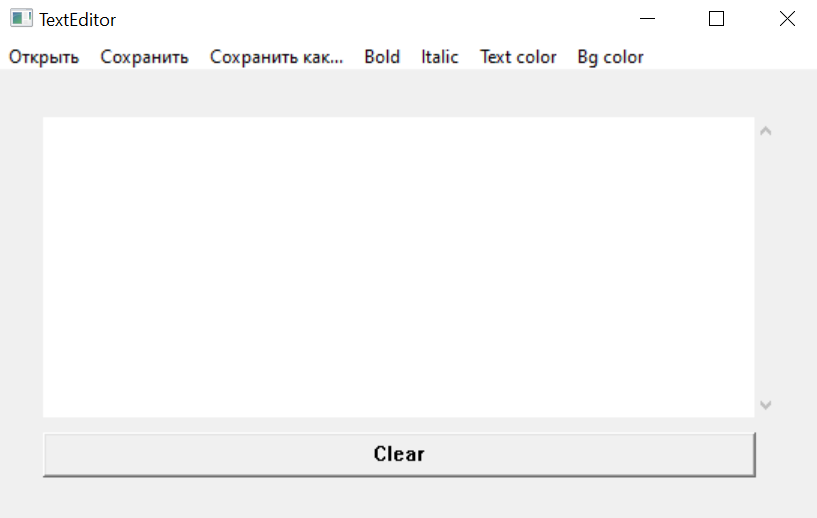 TextEditor
Открыть Сохранить Сохранить как... Bold Italic Text color Bg color
Clear